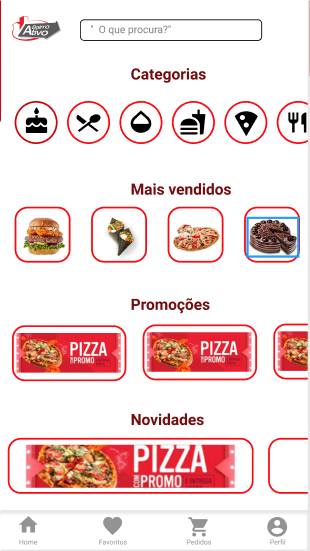 Bairro
Ativo
" O que procura?"
Categorias
Mais vendidos
Promoções
PIZZA
COM PROMO
PIZZA
COM PROMO
Novidades
PIZZA
COM PROMO
A ENTREGA
Home
Favoritos
Pedidos
Perfil